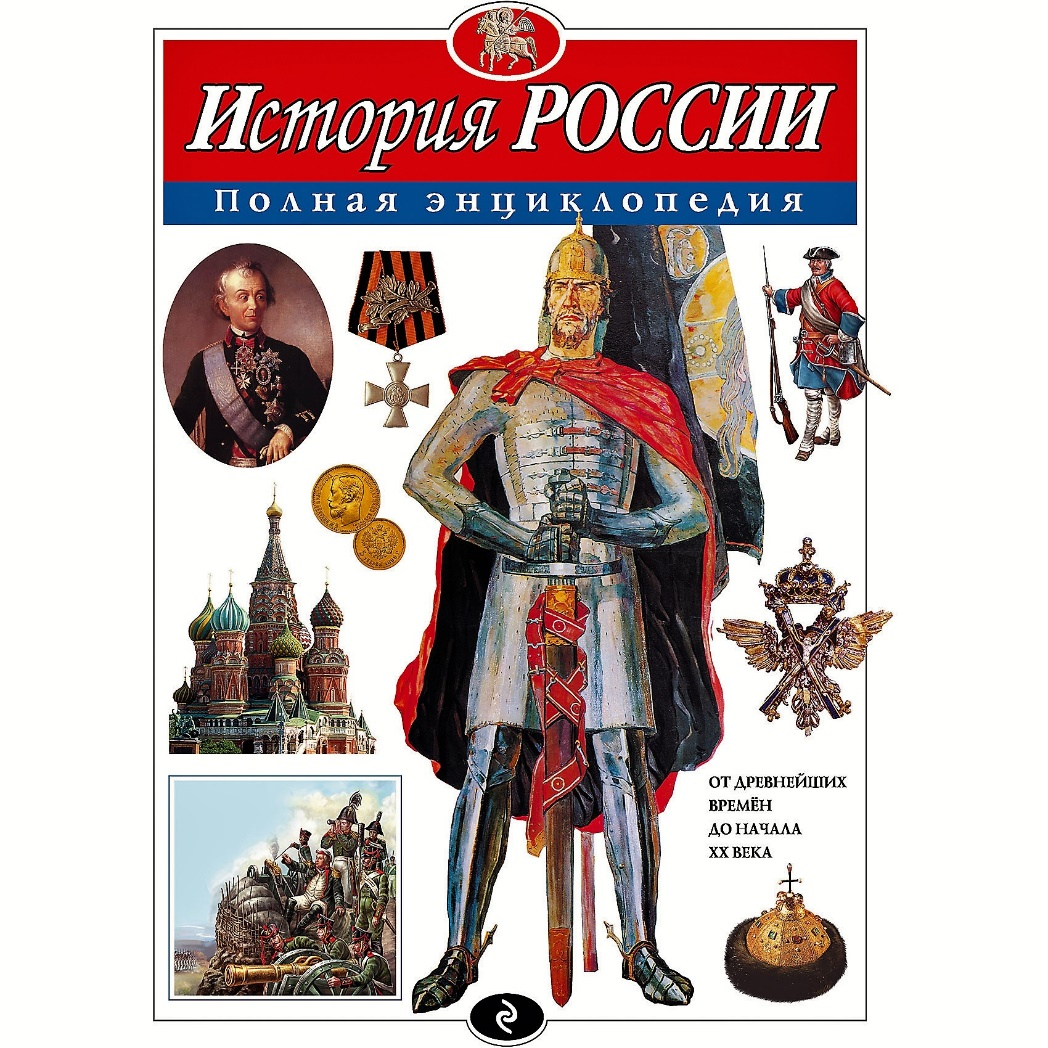 История РОССИИ
Полная энциклопедия
ОТ ДРЕВНЕЙШИХ
ВРЕМЁН
ДО НАЧАЛА
XX ВЕКА